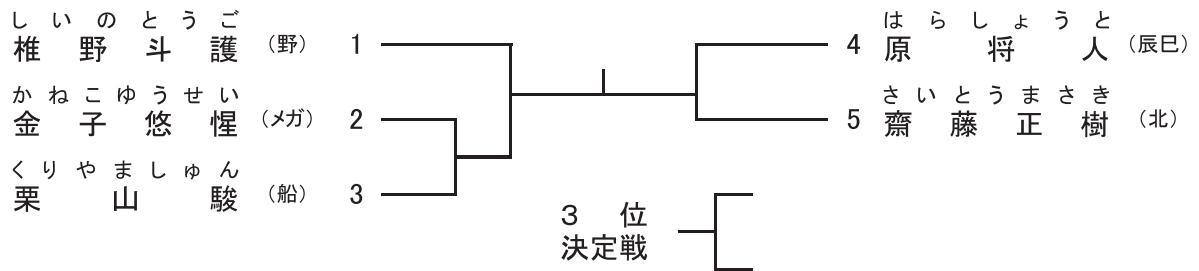 しいのとうご
椎野斗護 （野） 1
かねこゆうせい
金子悠惺 （メガ） 2
くりやましゅん
栗山駿 （船） 3
はらしょうと
4 原将人 （辰巳）
さいとうまさき
5 齋藤正樹 （北）
3位
決定戦